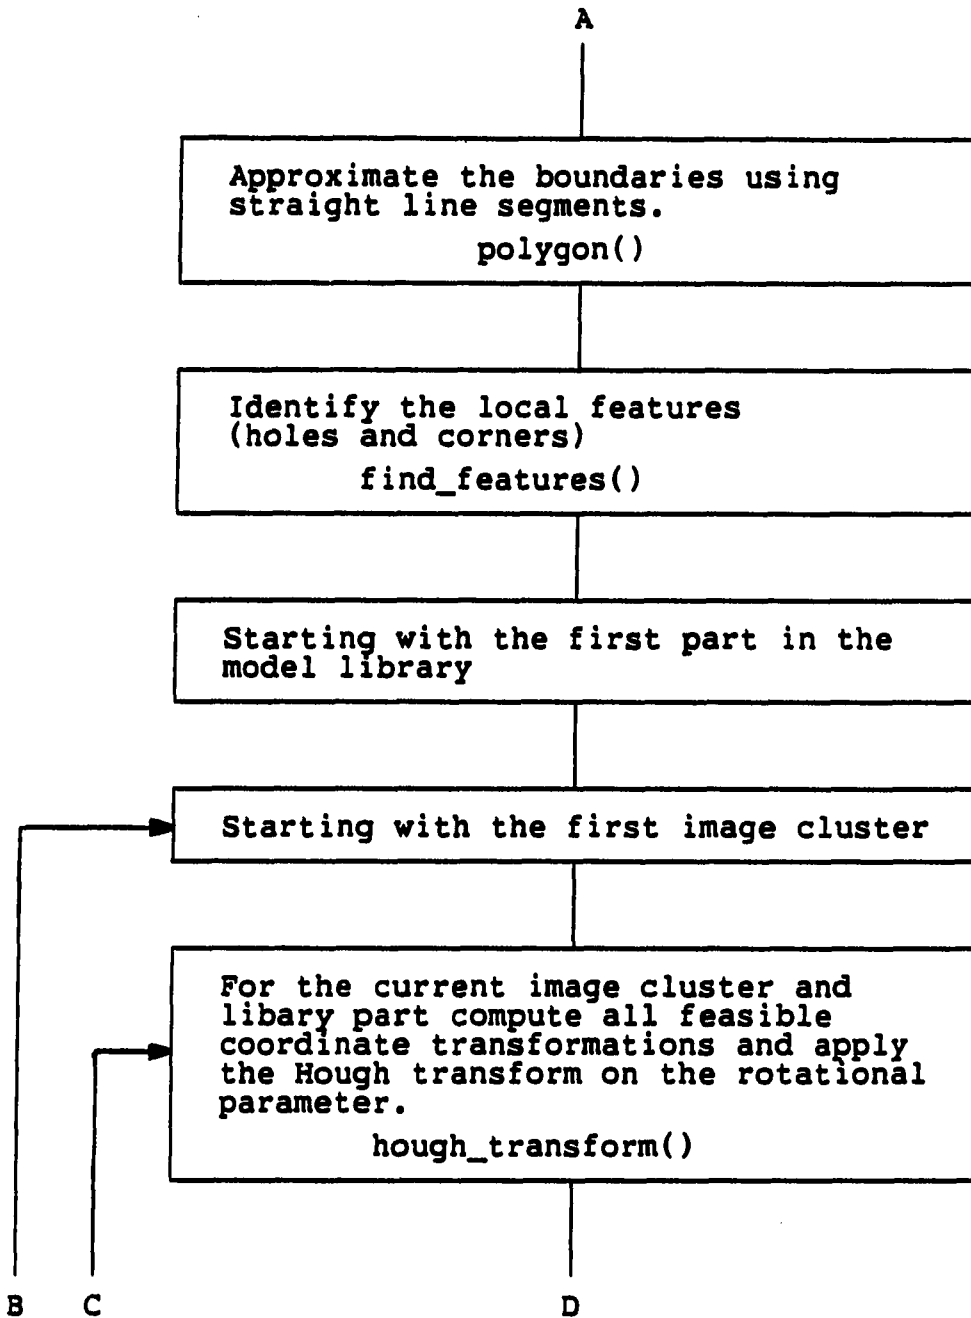 A
Approximate the boundaries using
straight line segments.
polygon()
Identify the local features
(holes and corners)
find_features()
Starting with the first part in the
model library
Starting with the first image cluster
For the current image cluster and
libary part compute all feasible
coordinate transformations and apply
the Hough transform on the rotational
parameter.
hough_transform()
B C D